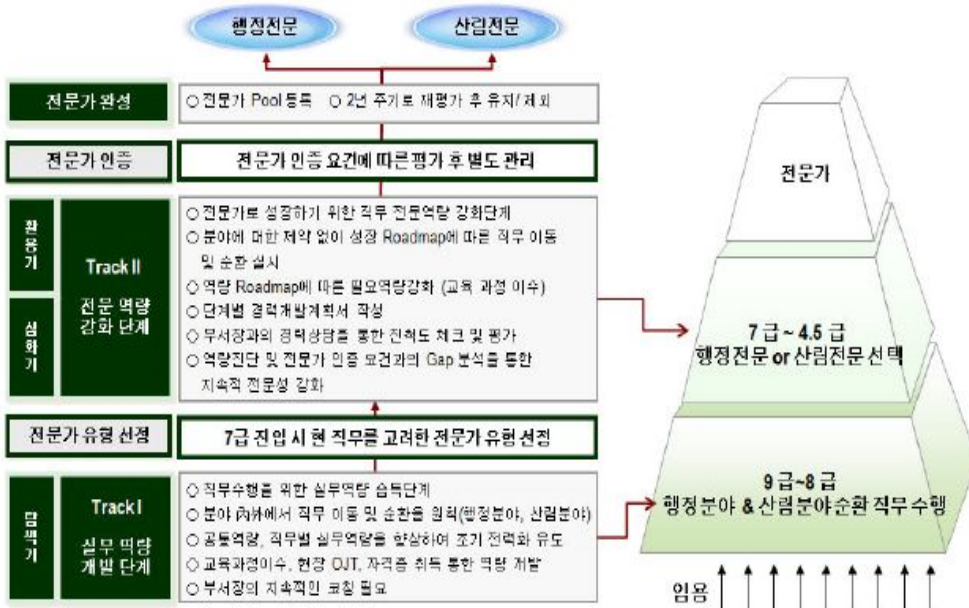 행정전문
산림전문
전문가 완성
○ 전문가 Pool 등록 ○ 2년 주기로 재평가 후 유지/ 제외
전문가 인증
전문가 인증 요건에 따른 평가 후 별도 관리
활용기
심화기
Track II
전문 역량
강화 단계
○ 전문가로 성장하기 위한 직무 전문역량 강화단계
○ 분야에 대한 제약 없이 성장 Roadmap에 따른 직무 이동
및 순환 실시
○ 역량 Roadmap에 따른 필요역량강화 (교육 과정 이수)
○ 단계별 경력개발계획서 작성
○ 부서장과의 경력상담을 통한 진척도 체크 및 평가
○ 역량진단 및 전문가 인증 요건과의 Gap 분석을 통한
지속적 전문성 강화
전문가 유형 선정
7급 진입 시 현 직무를 고려한 전문가 유형 선정
탐색기
Track I
실무 역량
개발 단계
○ 직무수행를 위한 실무역량 습득단계
○ 분야 內外에서 직무 이동 및 순환을 원칙(행정분야, 산림분야)
○ 공통역량, 직무별 실무역량을 향상하여 조기 전력화 유도
○ 교육과정이수, 현장 OJT, 자격증 취득 통한 역량 개발
○ 부서장의 지속적인 코칭 필요
전문가
7 급 ~ 4.5 급
행정전문 or 산림전문 선택
9 급~8 급
행정분야 & 산림분야 순환 직무 수행
임용